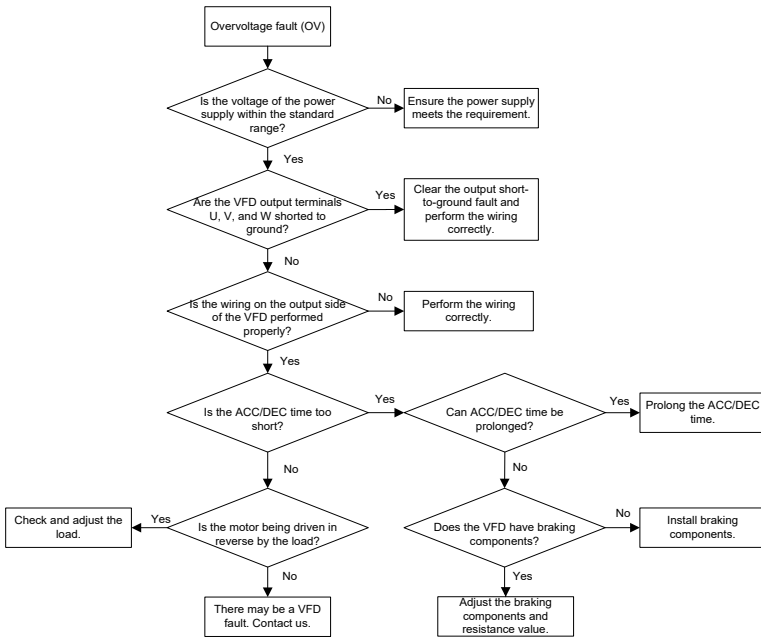 Overvoltage fault (OV)
Is the voltage of the power
supply within the standard
range?
No
Ensure the power supply
meets the requirement.
Yes
Are the VFD output terminals
U, V, and W shorted to
ground?
Yes
Clear the output short-
to-ground fault and
perform the wiring
correctly.
No
Is the wiring on the output side
of the VFD performed
properly?
No
Perform the wiring
correctly.
Yes
Is the ACC/DEC time too
short?
Yes
Can ACC/DEC time be
prolonged?
Yes
Prolong the ACC/DEC
time.
No
No
Check and adjust the
load.
Yes
Is the motor being driven in
reverse by the load?
Does the VFD have braking
components?
No
Install braking
components.
No
Yes
There may be a VFD
fault. Contact us.
Adjust the braking
components and
resistance value.